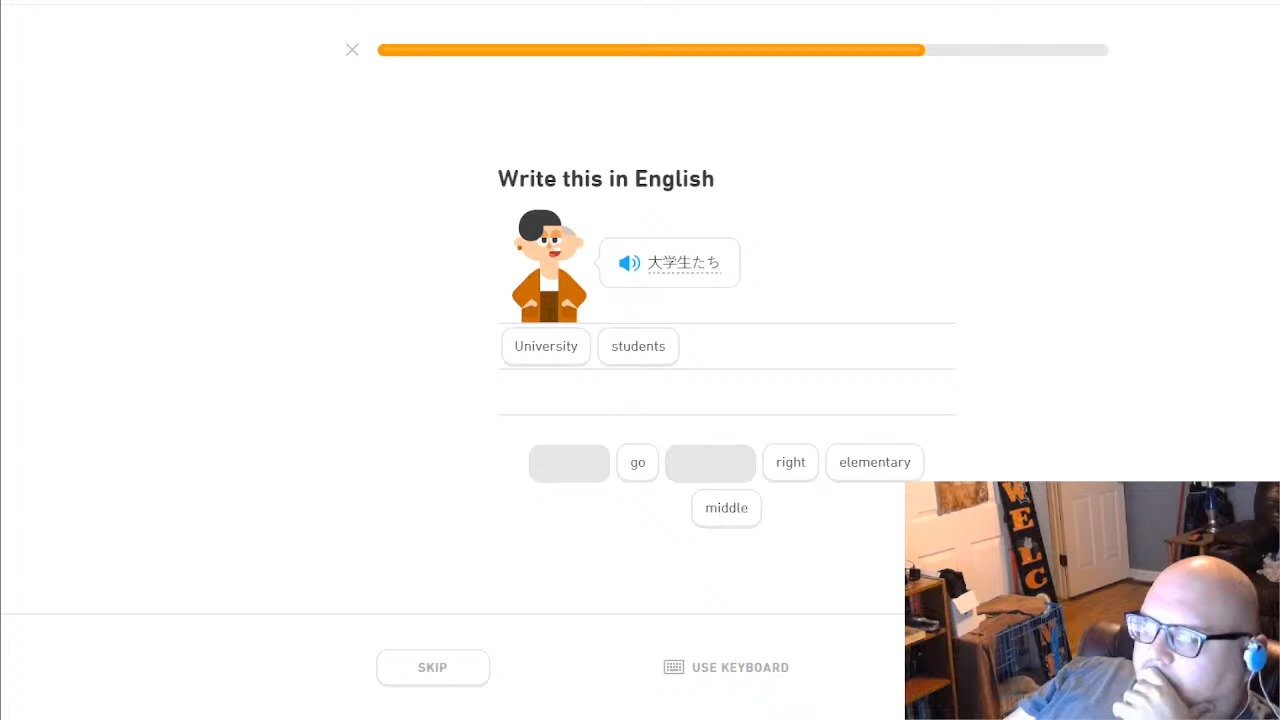 Write this in English
大学生たち
University students
go right elementary
middle
SKIP USE KEYBOARD
WELC